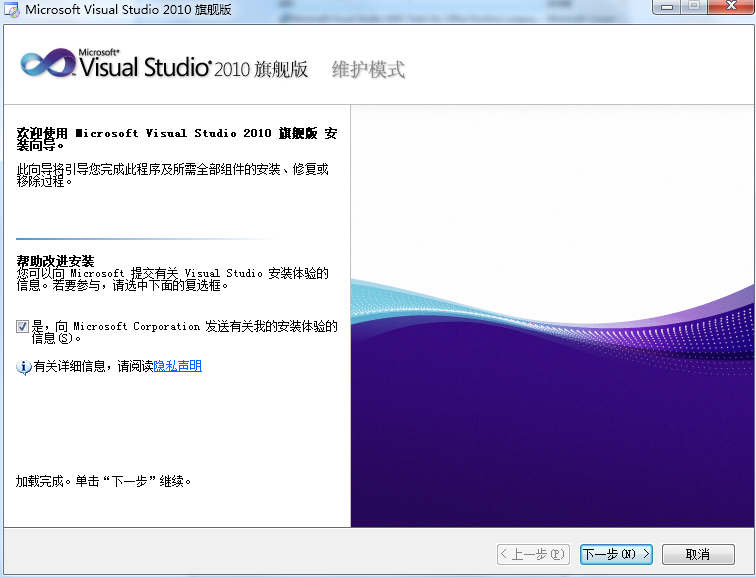 Microsoft Visual Studio 2010 旗舰版
Microsoft®
Visual Studio® 2010 旗舰版 维护模式
欢迎使用 Microsoft Visual Studio 2010 旗舰版 安
装向导。
此向导将引导您完成此程序及所需全部组件的安装、修复或
移除过程。
帮助改进安装
您可以向 Microsoft 提交有关 Visual Studio 安装体验的
信息。若要参与，请选中下面的复选框。
是，向 Microsoft Corporation 发送有关我的安装体验的
信息(S)。
有关详细信息，请阅读隐私声明
加载完成。单击“下一步”继续。
< 上一步(P) 下一步(N) > 取消